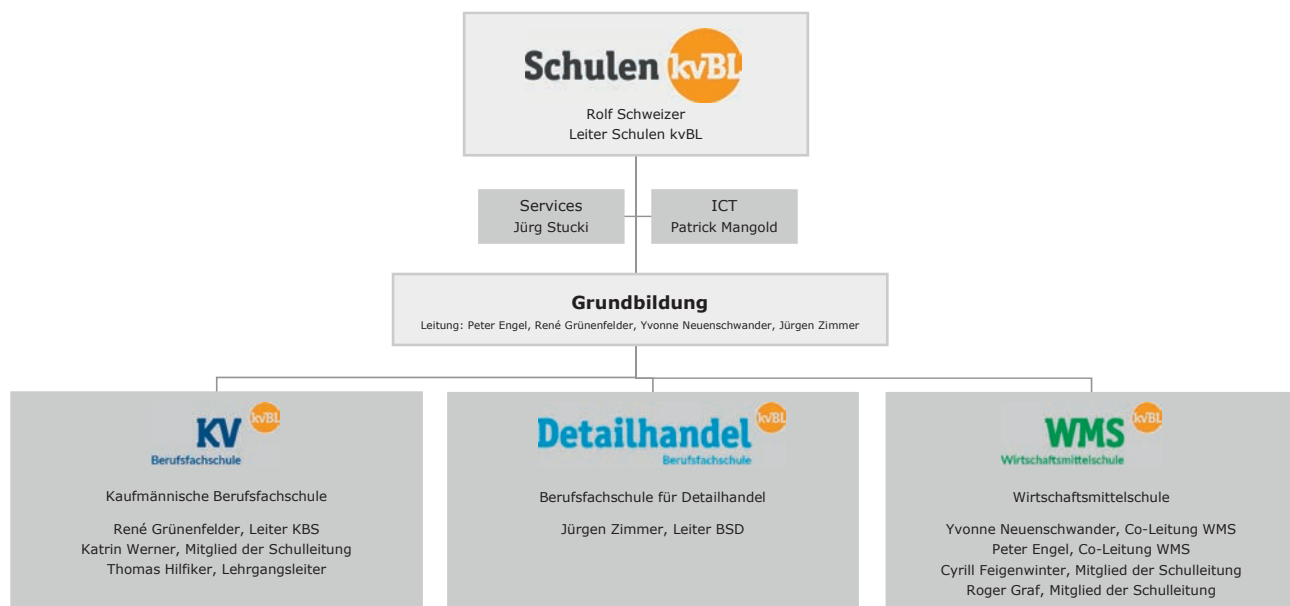 Schulen kvBL
Rolf Schweizer
Leiter Schulen kvBL
Services
Jürg Stucki
ICT
Patrick Mangold
Grundbildung
Leitung: Peter Engel, René Grünenfelder, Yvonne Neuenschwander, Jürgen Zimmer
KV kvBL
Berufsfachschule
Kaufmännische Berufsfachschule
René Grünenfelder, Leiter KBS
Katrin Werner, Mitglied der Schulleitung
Thomas Hilfiker, Lehrgangsleiter
Detailhandel kvBL
Berufsfachschule
Berufsfachschule für Detailhandel
Jürgen Zimmer, Leiter BSD
WMS kvBL
Wirtschaftsmittelschule
Wirtschaftsmittelschule
Yvonne Neuenschwander, Co-Leitung WMS
Peter Engel, Co-Leitung WMS
Cyrill Feigenwinter, Mitglied der Schulleitung
Roger Graf, Mitglied der Schulleitung